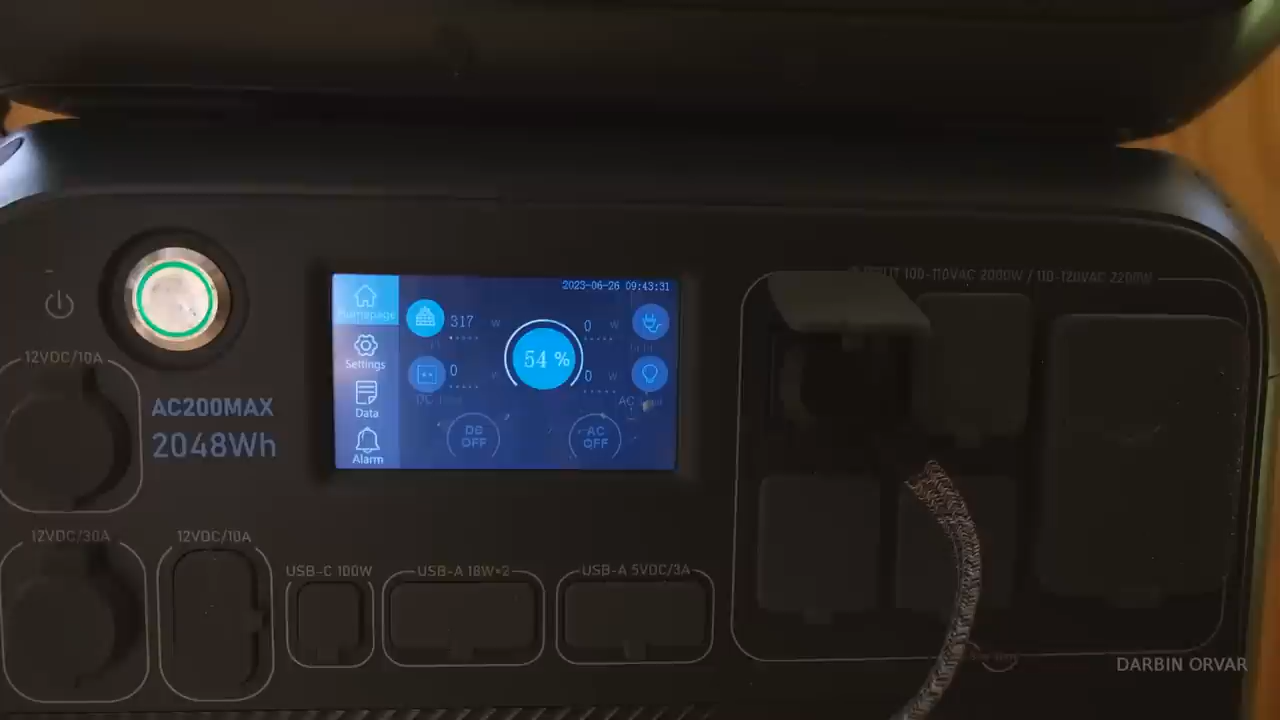 100-110VAC 2000W / 110-120VAC 2200W
2023-06-26 09:43:31
Homepage
317 W
0 W
54 %
Settings
0 W
0 W
Data
DC OFF
AC OFF
Alarm
12VDC/10A
AC200MAX
2048Wh
12VDC/30A
12VDC/10A
USB-C 100W
USB-A 18W*2
USB-A 5VDC/3A
DARBIN ORVAR